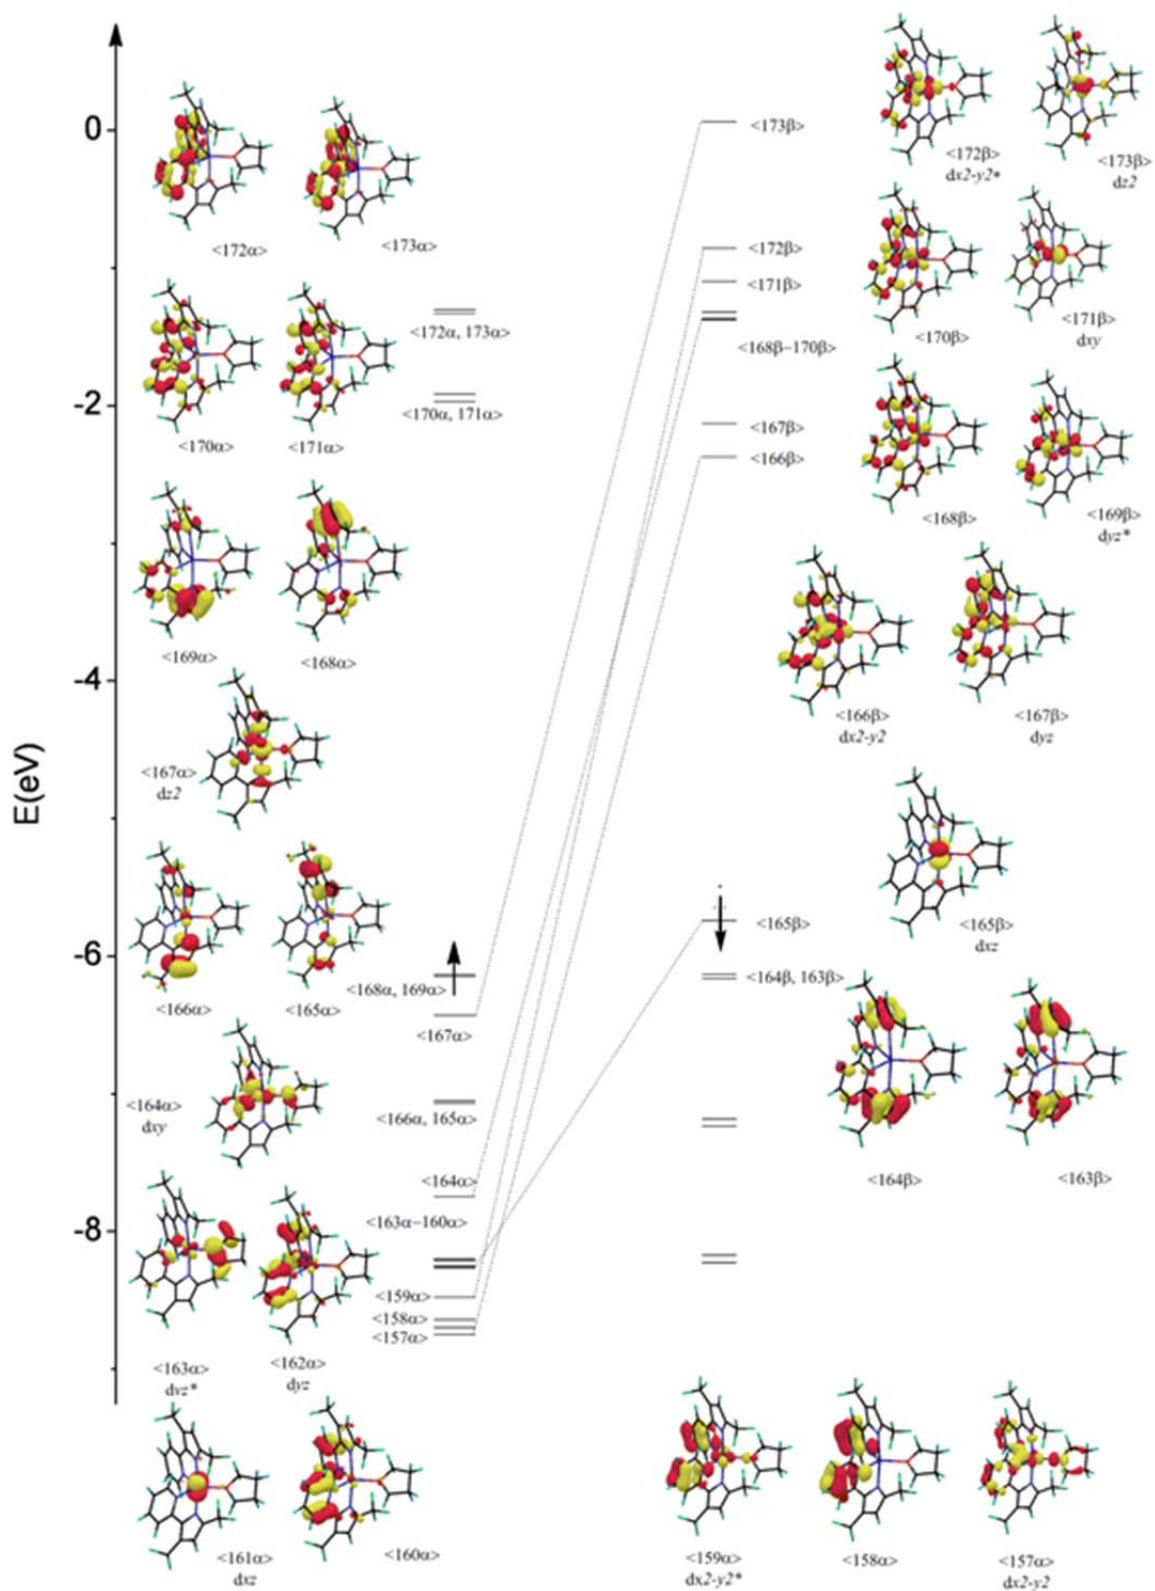 0
-2
-4
-6
-8
E(eV)
<172α>
<173α>
<172α, 173α>
<170α, 171α>
<170α>
<171α>
<169α>
<168α>
<167α>
dz2
<166α>
<165α>
<168α, 169α>
<167α>
<164α>
dxy
<166α, 165α>
<164α>
<163α−160α>
<159α>
<158α>
<157α>
<163α>
dyz*
<162α>
dyz
<161α>
dxz
<160α>
<173β>
<172β>
<171β>
<168β−170β>
<167β>
<166β>
<165β>
<164β, 163β>
<172β>
dx2-y2*
<173β>
dz2
<170β>
<171β>
dxy
<168β>
<169β>
dyz*
<166β>
dx2-y2
<167β>
dyz
<165β>
dxz
<164β>
<163β>
<159α>
dx2-y2*
<158α>
<157α>
dx2-y2